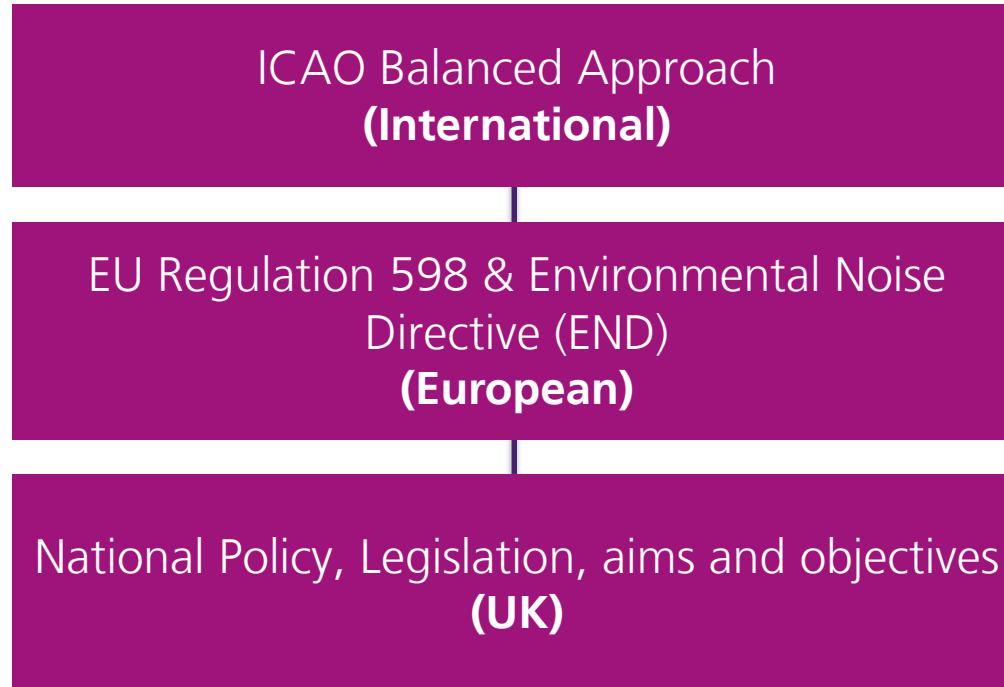 ICAO Balanced Approach
(International)
EU Regulation 598 & Environmental Noise
Directive (END)
(European)
National Policy, Legislation, aims and objectives
(UK)